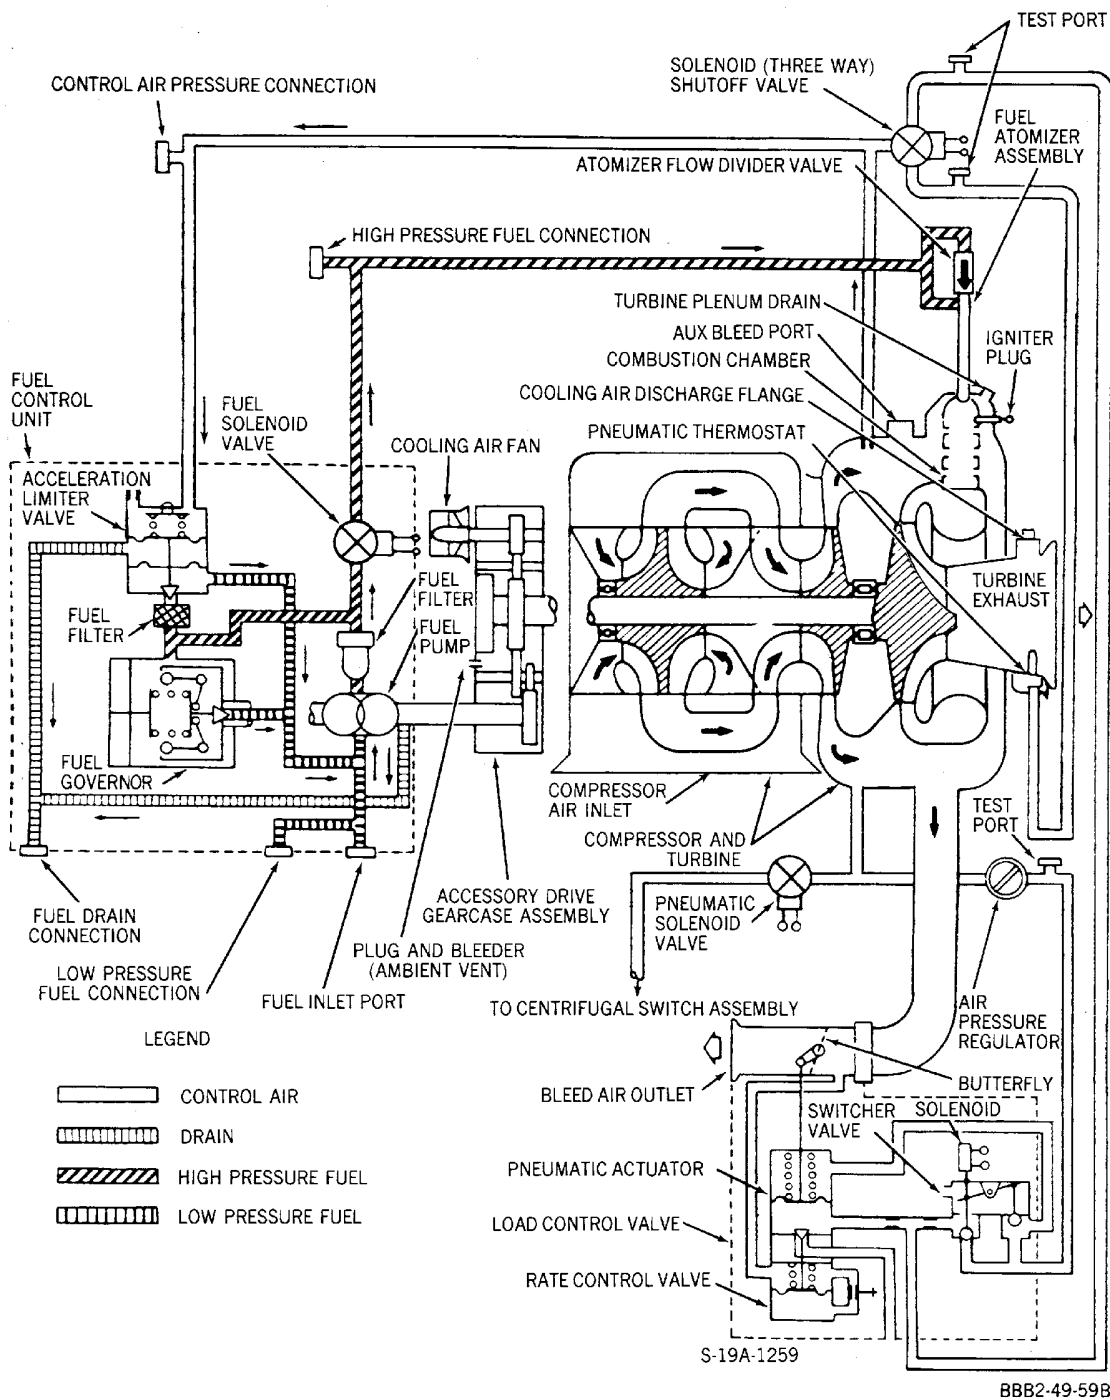 TEST PORT
SOLENOID (THREE WAY)
SHUTOFF VALVE
CONTROL AIR PRESSURE CONNECTION
FUEL
ATOMIZER
ASSEMBLY
ATOMIZER FLOW DIVIDER VALVE
HIGH PRESSURE FUEL CONNECTION
TURBINE PLENUM DRAIN
AUX BLEED PORT
IGNITER
PLUG
COMBUSTION CHAMBER
COOLING AIR DISCHARGE FLANGE
PNEUMATIC THERMOSTAT
FUEL
CONTROL
UNIT
FUEL
SOLENOID
VALVE
COOLING AIR FAN
ACCELERATION
LIMITER
VALVE
FUEL
FILTER
FUEL
FILTER
FUEL
PUMP
TURBINE
EXHAUST
FUEL
GOVERNOR
COMPRESSOR
AIR INLET
COMPRESSOR AND
TURBINE
TEST
PORT
FUEL DRAIN
CONNECTION
LOW PRESSURE
FUEL CONNECTION
FUEL INLET PORT
PLUG AND BLEEDER
(AMBIENT VENT)
ACCESSORY DRIVE
GEARCASE ASSEMBLY
PNEUMATIC
SOLENOID
VALVE
TO CENTRIFUGAL SWITCH ASSEMBLY
AIR
PRESSURE
REGULATOR
LEGEND
CONTROL AIR
DRAIN
HIGH PRESSURE FUEL
LOW PRESSURE FUEL
BLEED AIR OUTLET
BUTTERFLY
SWITCHER
VALVE
SOLENOID
PNEUMATIC ACTUATOR
LOAD CONTROL VALVE
RATE CONTROL VALVE
S-19A-1259
BBB2-49-59B